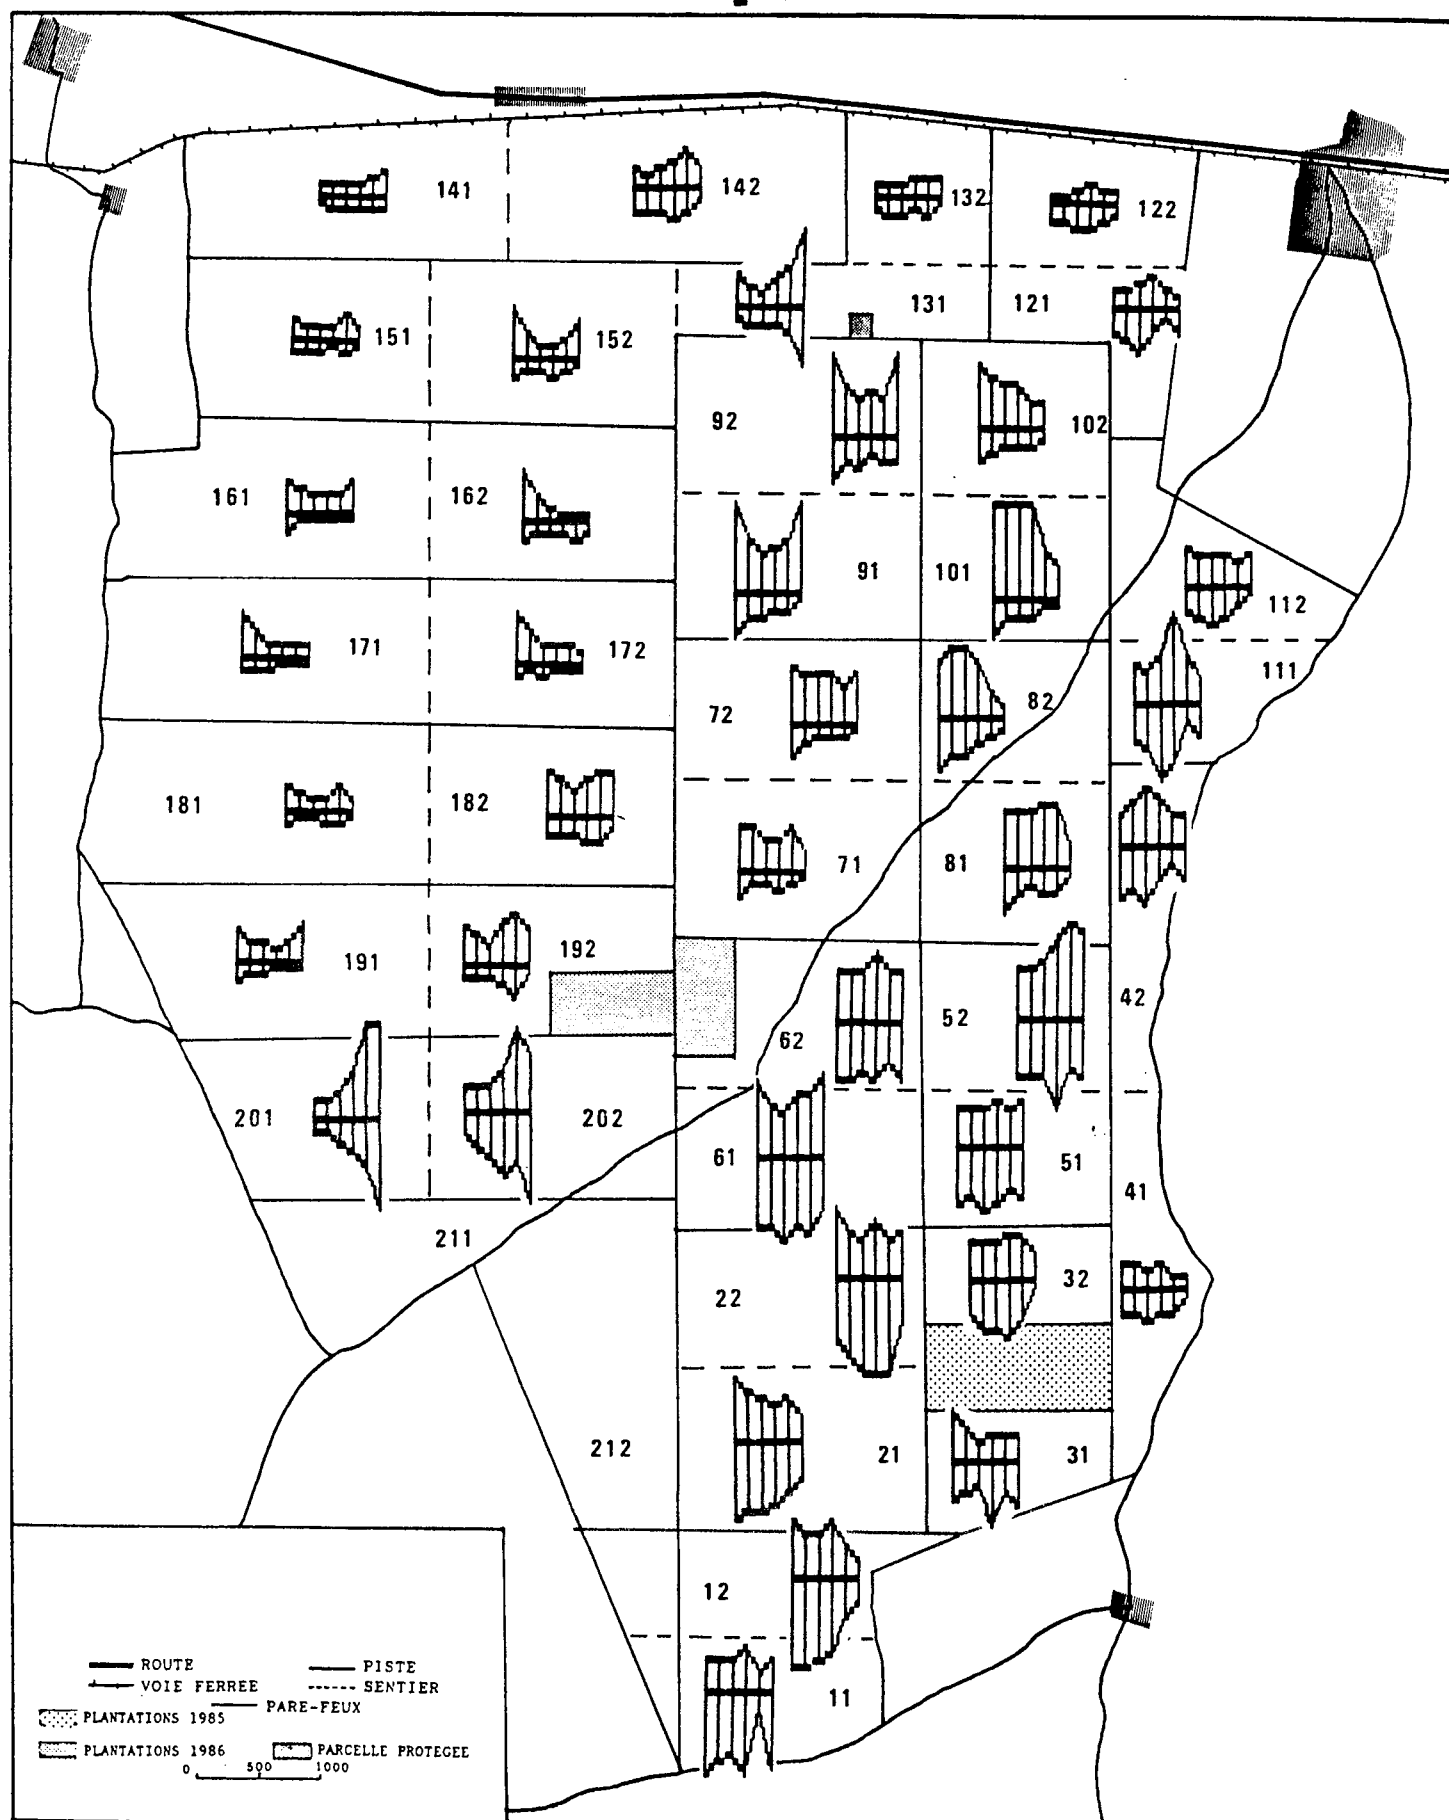 141 142 132 122
131 121
151 152
92 102
161 162
91 101
112
171 172
111
72 82
181 182
71 81
191 192
42
52
62
201 202
61 51
41
211
22 32
212 21 31
12
11
ROUTE PISTE
VOIE FERREE SENTIER
PARE-FEUX
PLANTATIONS 1985
PLANTATIONS 1986 PARCELLE PROTEGEE
0 500 1000